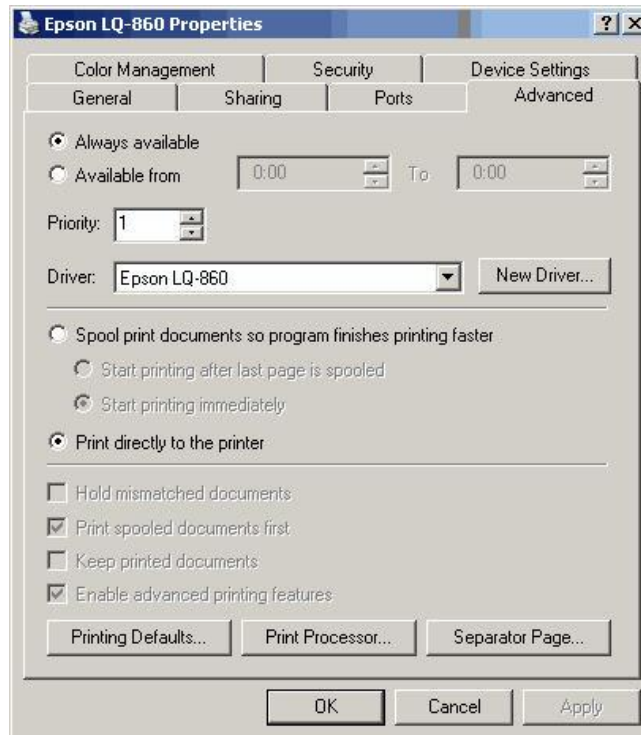 Epson LQ-860 Properties
Color Management Security Device Settings
General Sharing Ports Advanced
Always available
Available from 0:00 To 0:00
Priority: 1
Driver: Epson LQ-860 New Driver...
Spool print documents so program finishes printing faster
Start printing after last page is spooled
Start printing immediately
Print directly to the printer
Hold mismatched documents
Print spooled documents first
Keep printed documents
Enable advanced printing features
Printing Defaults... Print Processor... Separator Page...
OK Cancel Apply